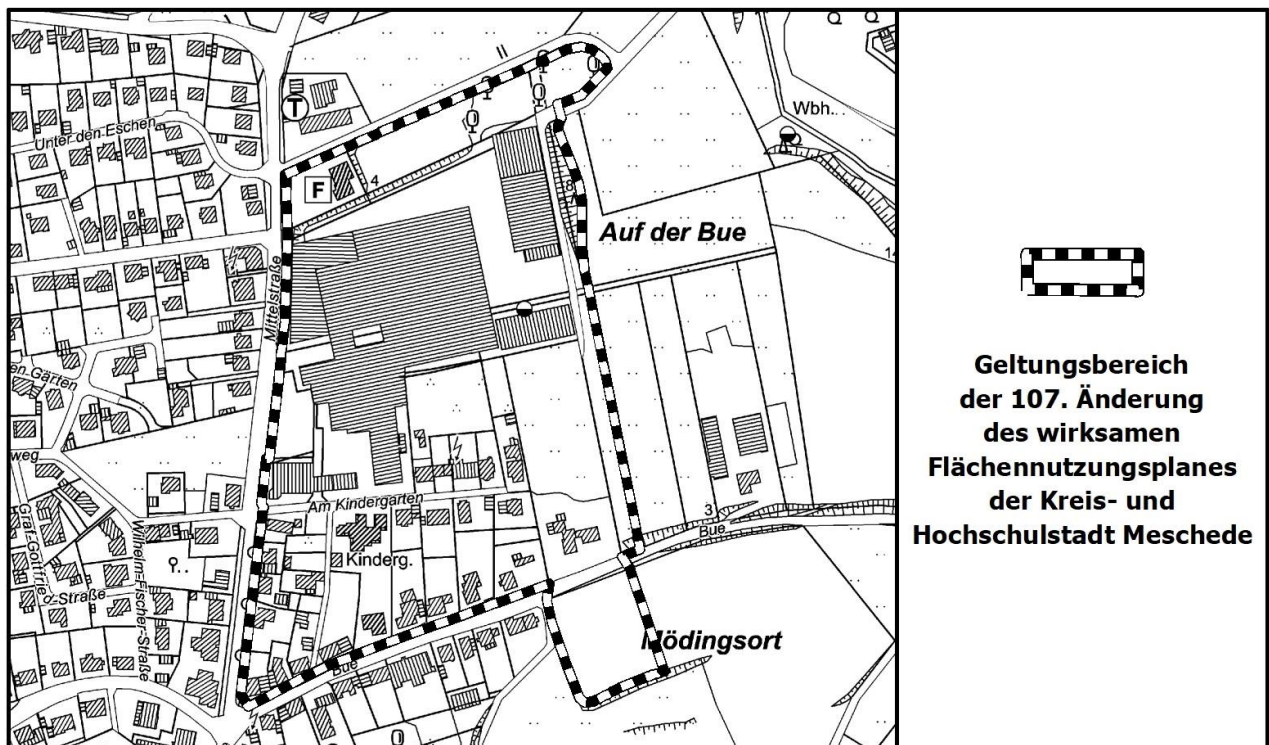 II
Wbh.
T
Unter den Eschen
F
4
8
Auf der Bue
14
Mittelstraße
en Gärten
weg
Am Kindergarten
3
Bue
Kinderg.
Graf-Gottfried-Straße
Wilhelm-Fischer-Straße
Mödingsort
Bue
Geltungsbereich
der 107. Änderung
des wirksamen
Flächennutzungsplanes
der Kreis- und
Hochschulstadt Meschede